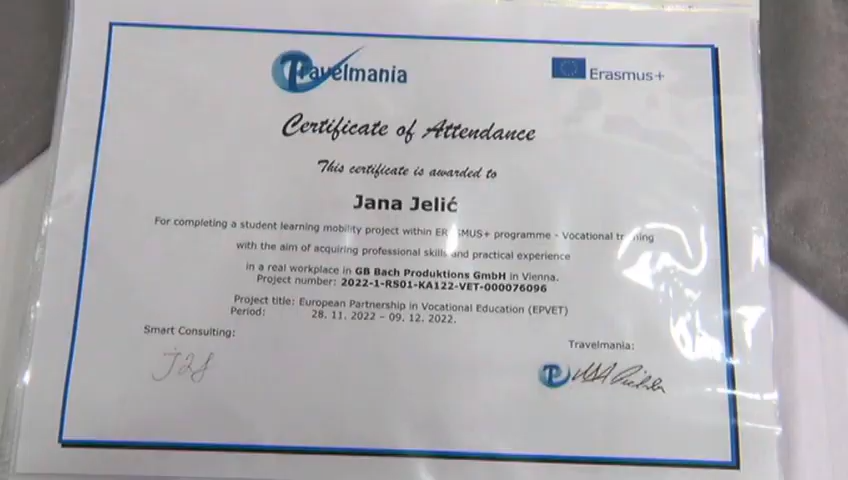 Travelmania
Erasmus+
Certificate of Attendance
This certificate is awarded to
Jana Jelić
For completing a student learning mobility project within ERASMUS+ programme - Vocational training
with the aim of acquiring professional skills and practical experience
in a real workplace in GB Bach Produktions GmbH in Vienna.
Project number: 2022-1-RS01-KA122-VET-000076096
Project title: European Partnership in Vocational Education (EPVET)
Period: 28. 11. 2022 – 09. 12. 2022.
Smart Consulting:
Travelmania: